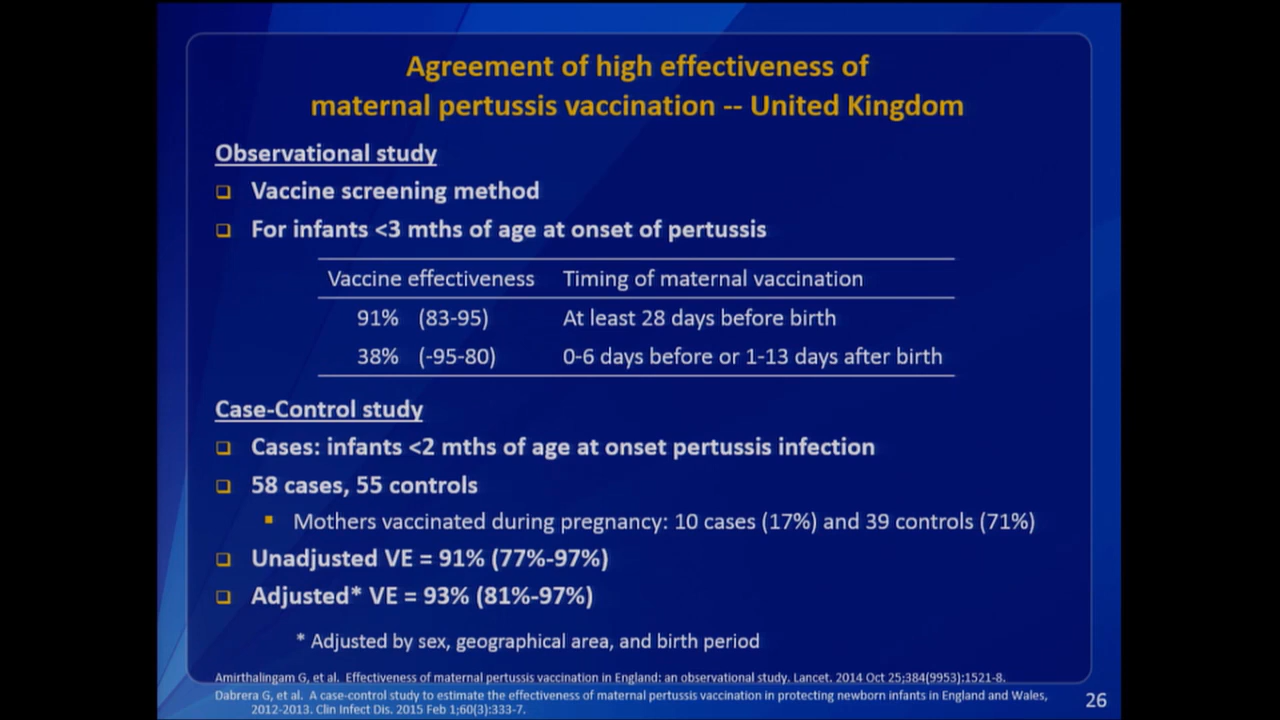 Agreement of high effectiveness of
maternal pertussis vaccination -- United Kingdom
Observational study
Vaccine screening method
For infants <3 mths of age at onset of pertussis
Vaccine effectiveness Timing of maternal vaccination
91% (83-95) At least 28 days before birth
38% (-95-80) 0-6 days before or 1-13 days after birth
Case-Control study
Cases: infants <2 mths of age at onset pertussis infection
58 cases, 55 controls
Mothers vaccinated during pregnancy: 10 cases (17%) and 39 controls (71%)
Unadjusted VE = 91% (77%-97%)
Adjusted* VE = 93% (81%-97%)
* Adjusted by sex, geographical area, and birth period
Amirthalingam G, et al. Effectiveness of maternal pertussis vaccination in England: an observational study. Lancet. 2014 Oct 25;384(9953):1521-8.
Dabrera G, et al. A case-control study to estimate the effectiveness of maternal pertussis vaccination in protecting newborn infants in England and Wales,
2012-2013. Clin Infect Dis. 2015 Feb 1;60(3):333-7.
26